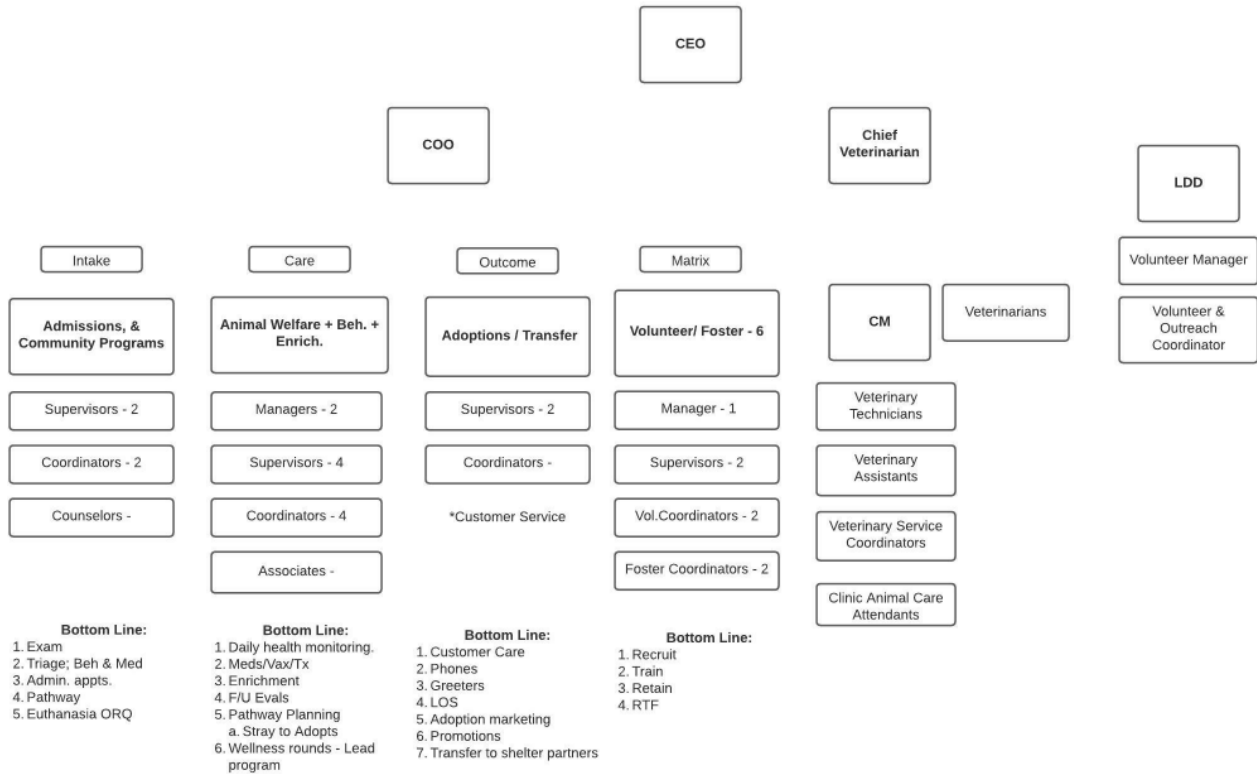 CEO
COO
Chief
Veterinarian
LDD
Intake
Care
Outcome
Matrix
Volunteer Manager
Admissions, &
Community Programs
Animal Welfare + Beh. +
Enrich.
Adoptions / Transfer
Volunteer/ Foster - 6
CM
Veterinarians
Volunteer &
Outreach
Coordinator
Supervisors - 2
Managers - 2
Supervisors - 2
Manager - 1
Veterinary
Technicians
Coordinators - 2
Supervisors - 4
Coordinators -
Supervisors - 2
Veterinary
Assistants
Counselors -
Coordinators - 4
*Customer Service
Vol.Coordinators - 2
Veterinary Service
Coordinators
Associates -
Foster Coordinators - 2
Clinic Animal Care
Attendants
Bottom Line:
1. Exam
2. Triage; Beh & Med
3. Admin. appts.
4. Pathway
5. Euthanasia ORQ
Bottom Line:
1. Daily health monitoring.
2. Meds/Vax/Tx
3. Enrichment
4. F/U Evals
5. Pathway Planning
a. Stray to Adopts
6. Wellness rounds - Lead
program
Bottom Line:
1. Customer Care
2. Phones
3. Greeters
4. LOS
5. Adoption marketing
6. Promotions
7. Transfer to shelter partners
Bottom Line:
1. Recruit
2. Train
3. Retain
4. RTF